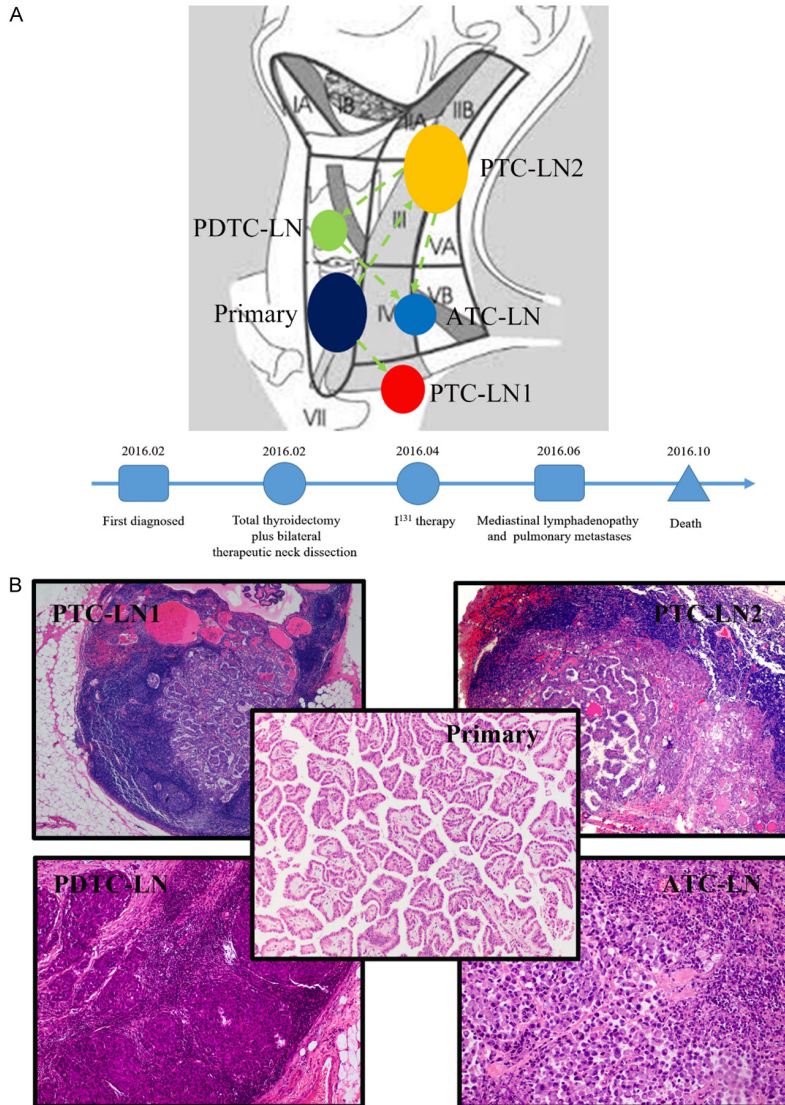 A
IA
IB
IIA
IIB
PTC-LN2
PDTC-LN
III
VA
VB
Primary
IV
ATC-LN
PTC-LN1
VII
2016.02
2016.02
2016.04
2016.06
2016.10
First diagnosed
Total thyroidectomy
plus bilateral
therapeutic neck dissection
I¹³¹ therapy
Mediastinal lymphadenopathy
and pulmonary metastases
Death
B
PTC-LN1
PTC-LN2
Primary
PDTC-LN
ATC-LN